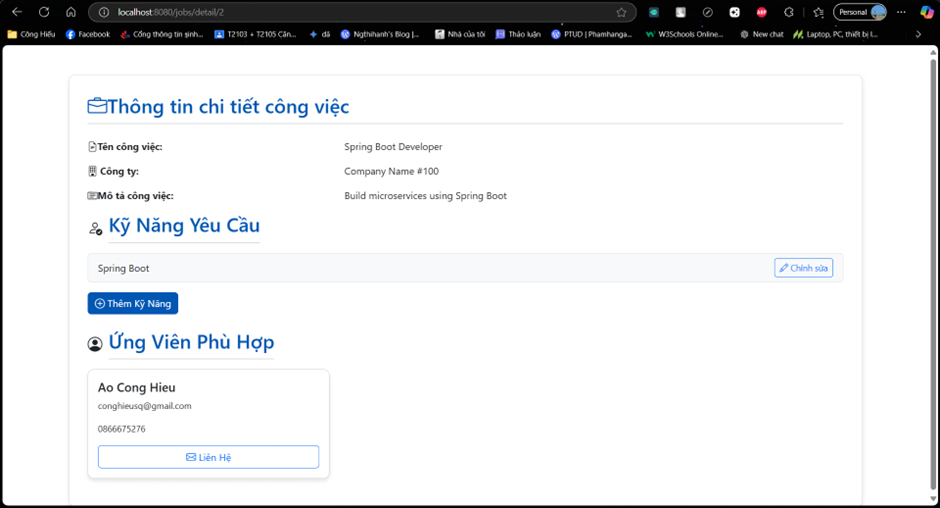 localhost:8080/jobs/detail/2
Personal
Công Hiếu
Facebook
Cổng thông tin sinh...
T2103 + T2105 Căn...
dã
Ngthihanh's Blog |...
Nhà của tôi
Thảo luận
PTUD | Phamhanga...
W3Schools Online...
New chat
Laptop, PC, thiết bị l...
Thông tin chi tiết công việc
Tên công việc: Spring Boot Developer
Công ty: Company Name #100
Mô tả công việc: Build microservices using Spring Boot
Kỹ Năng Yêu Cầu
Spring Boot Chỉnh sửa
Thêm Kỹ Năng
Ứng Viên Phù Hợp
Ao Cong Hieu
conghieusq@gmail.com
0866675276
Liên Hệ